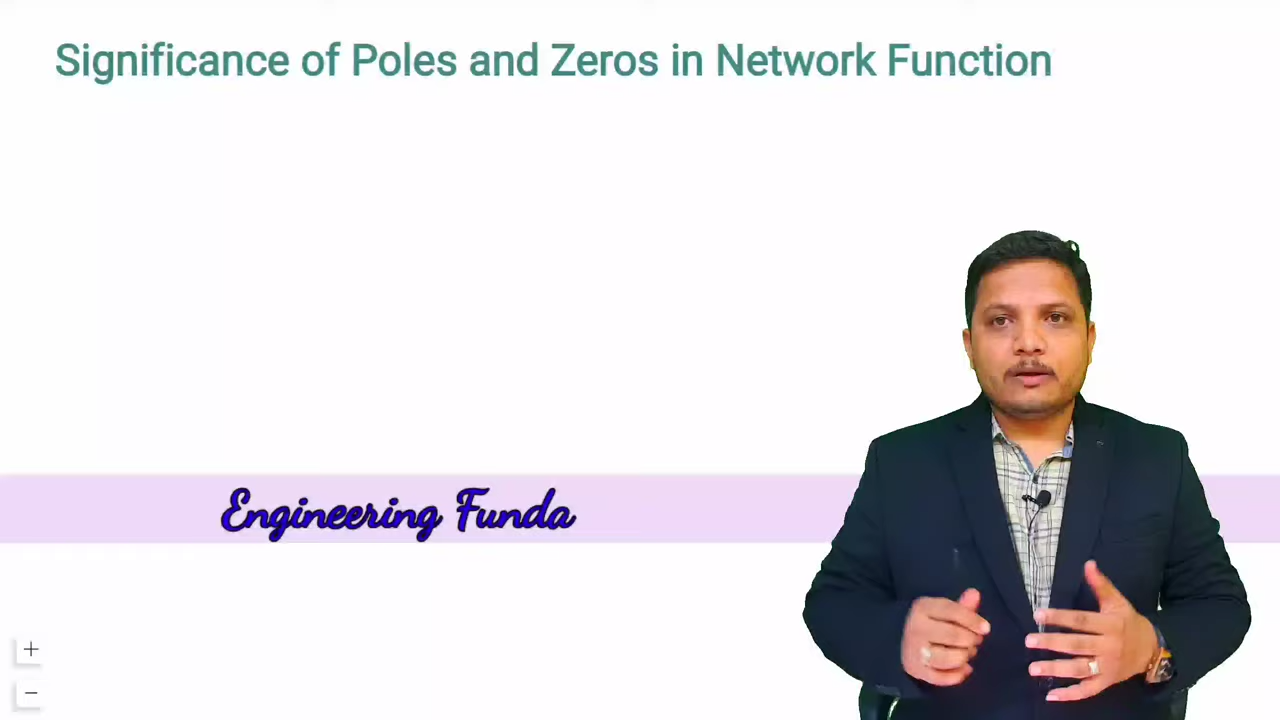 Significance of Poles and Zeros in Network Function
Engineering Funda
+
−